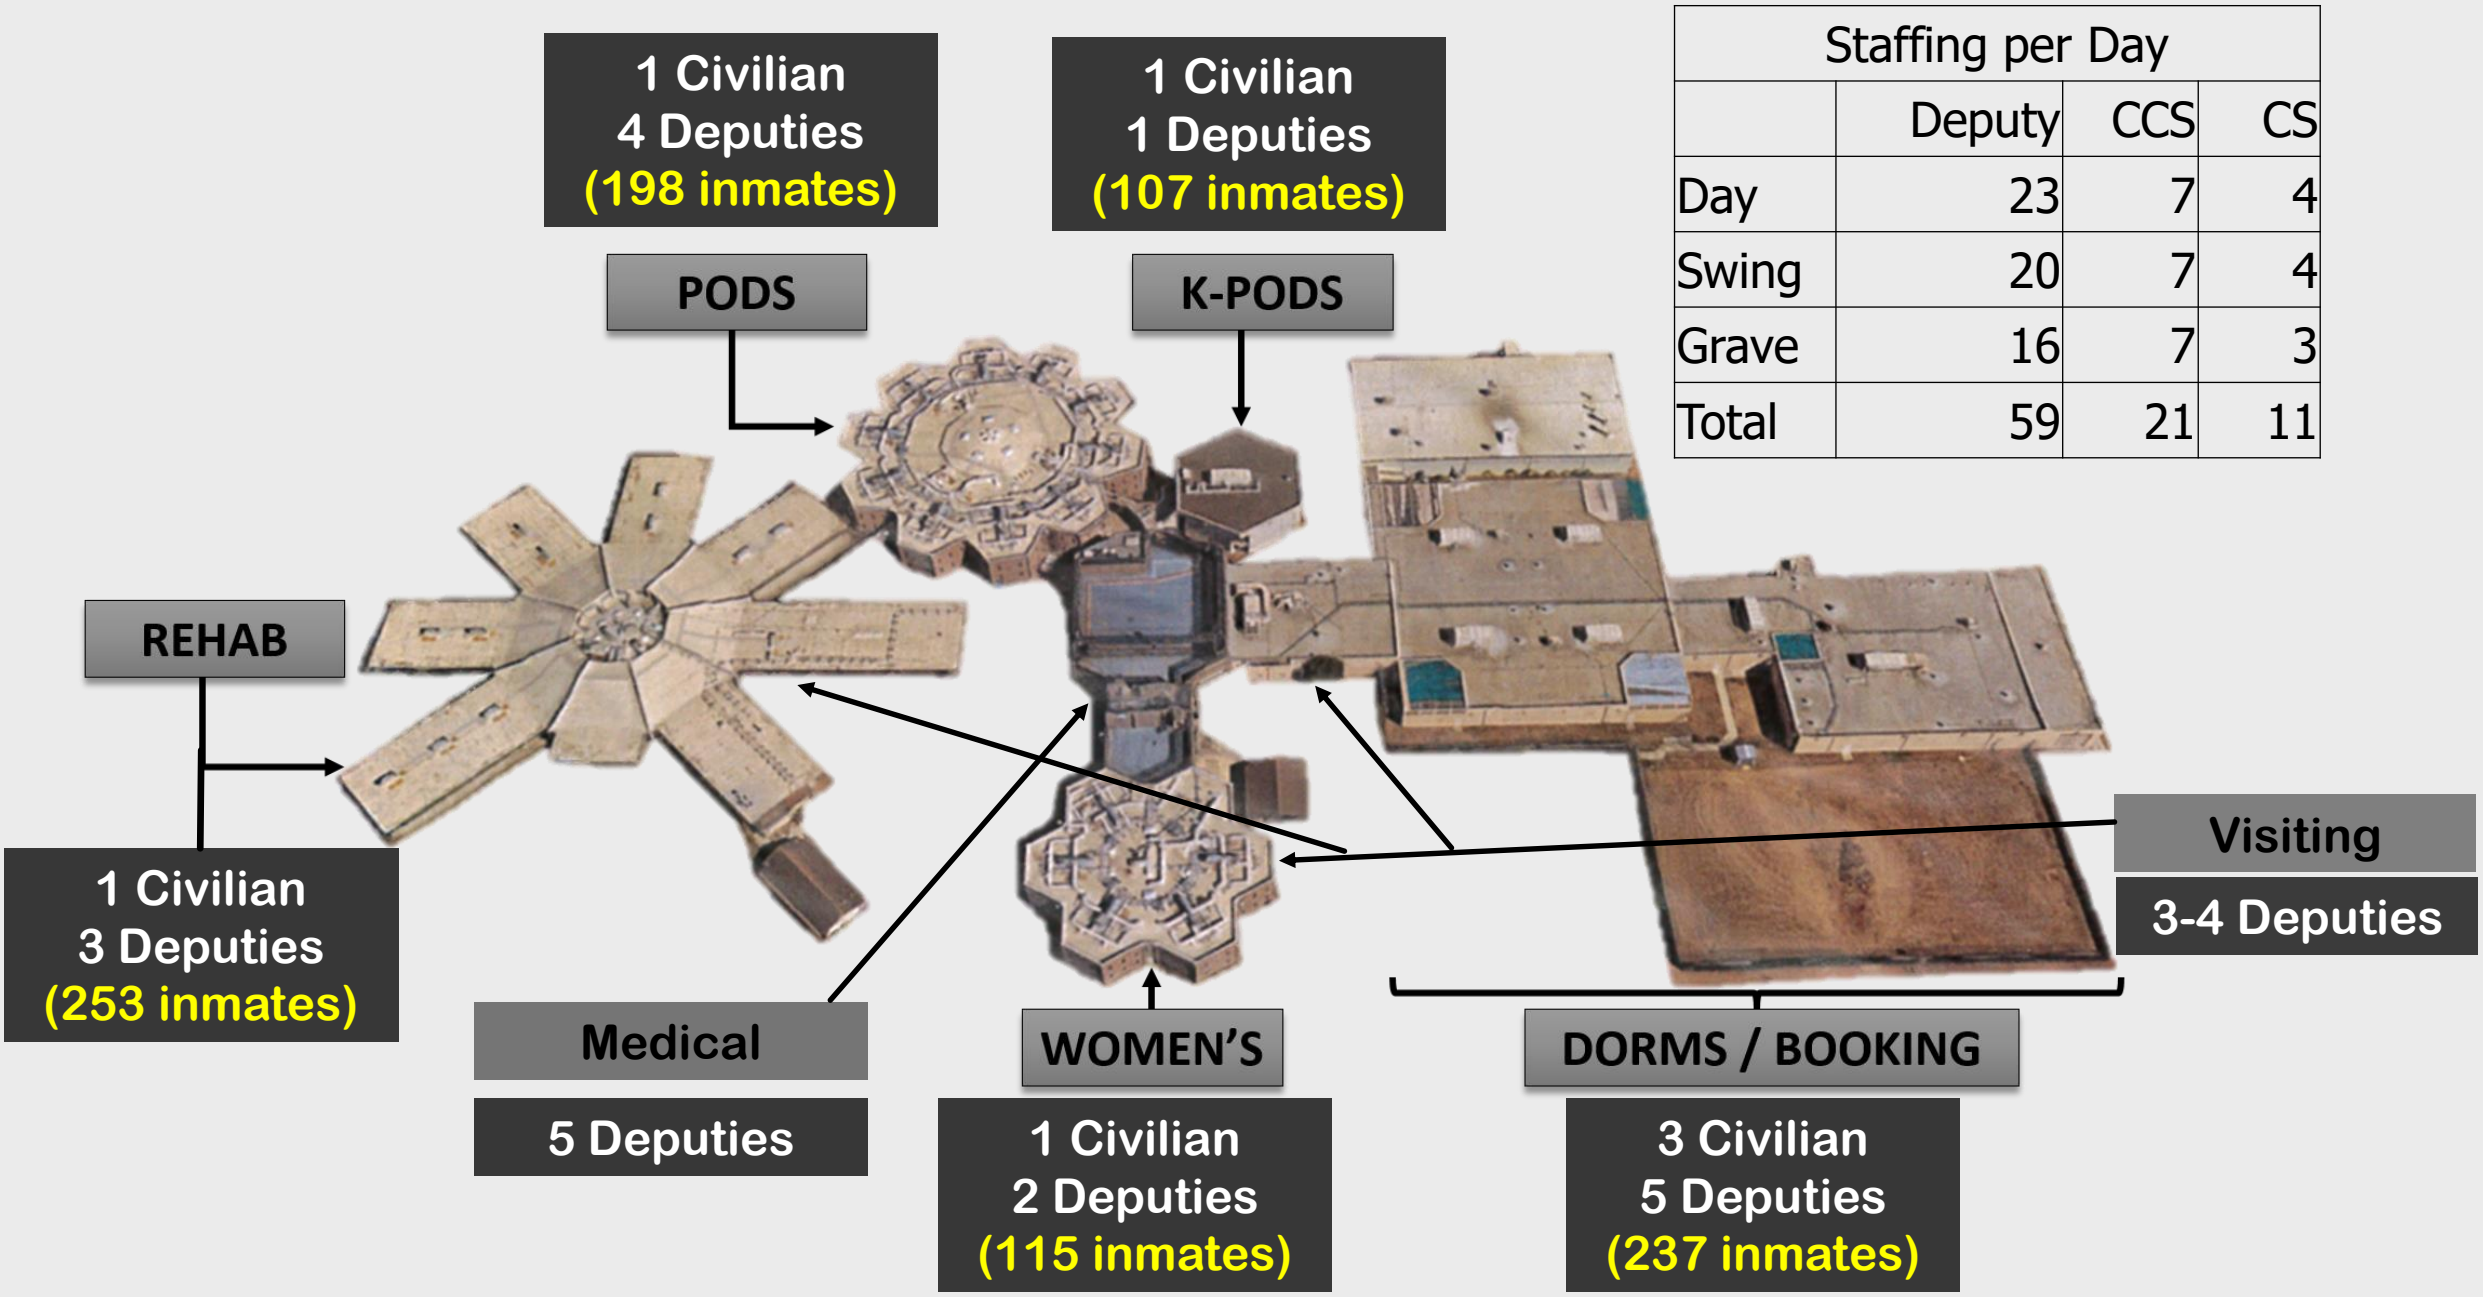 1 Civilian
4 Deputies
(198 inmates)
PODS
1 Civilian
1 Deputies
(107 inmates)
K-PODS
Staffing per Day
Deputy CCS CS
Day 23 7 4
Swing 20 7 4
Grave 16 7 3
Total 59 21 11
REHAB
1 Civilian
3 Deputies
(253 inmates)
Medical
5 Deputies
WOMEN’S
1 Civilian
2 Deputies
(115 inmates)
DORMS / BOOKING
3 Civilian
5 Deputies
(237 inmates)
Visiting
3-4 Deputies